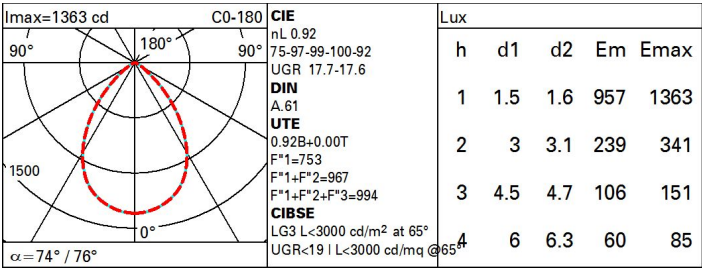 Imax=1363 cd C0-180
90° 180° 90°
1500
0°
α=74° / 76°
CIE
nL 0.92
75-97-99-100-92
UGR 17.7-17.6
DIN
A.61
UTE
0.92B+0.00T
F"1=753
F"1+F"2=967
F"1+F"2+F"3=994
CIBSE
LG3 L<3000 cd/m² at 65°
UGR<19 | L<3000 cd/mq @65°
Lux
h d1 d2 Em Emax
1 1.5 1.6 957 1363
2 3 3.1 239 341
3 4.5 4.7 106 151
4 6 6.3 60 85